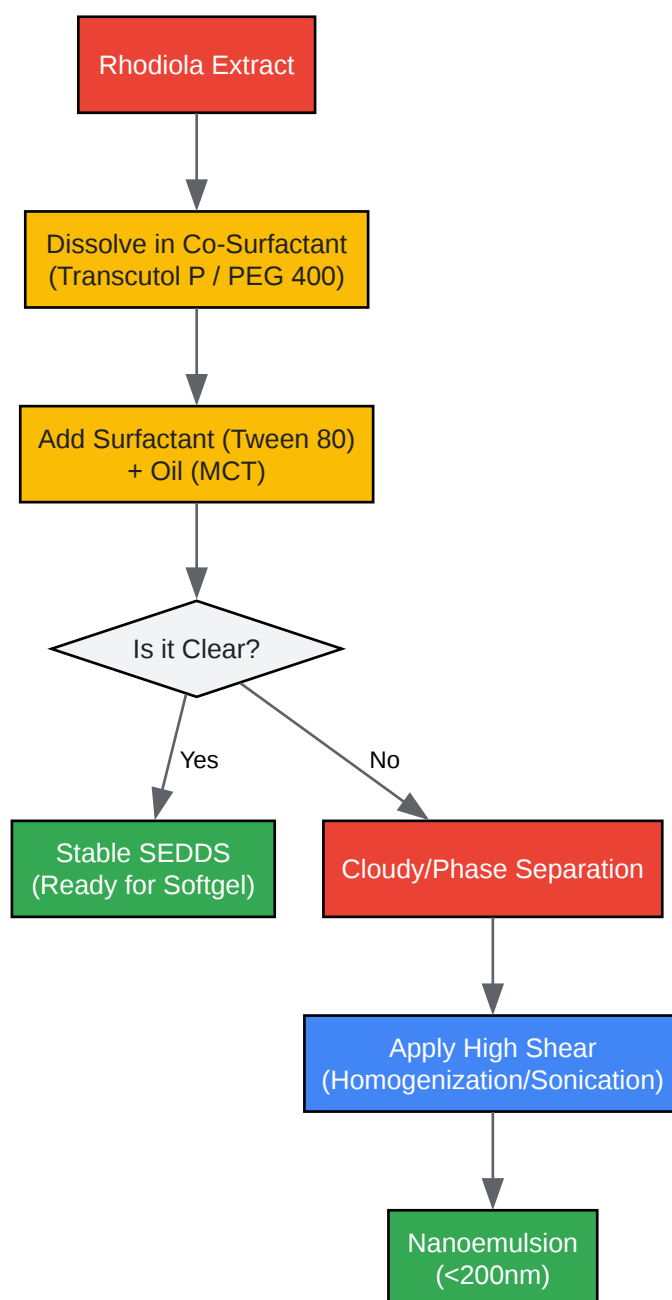 Rhodiola Extract
Dissolve in Co-Surfactant
(Transcutol P / PEG 400)
Add Surfactant (Tween 80)
+ Oil (MCT)
Is it Clear?
Yes
No
Stable SEDDS
(Ready for Softgel)
Cloudy/Phase Separation
Apply High Shear
(Homogenization/Sonication)
Nanoemulsion
(<200nm)